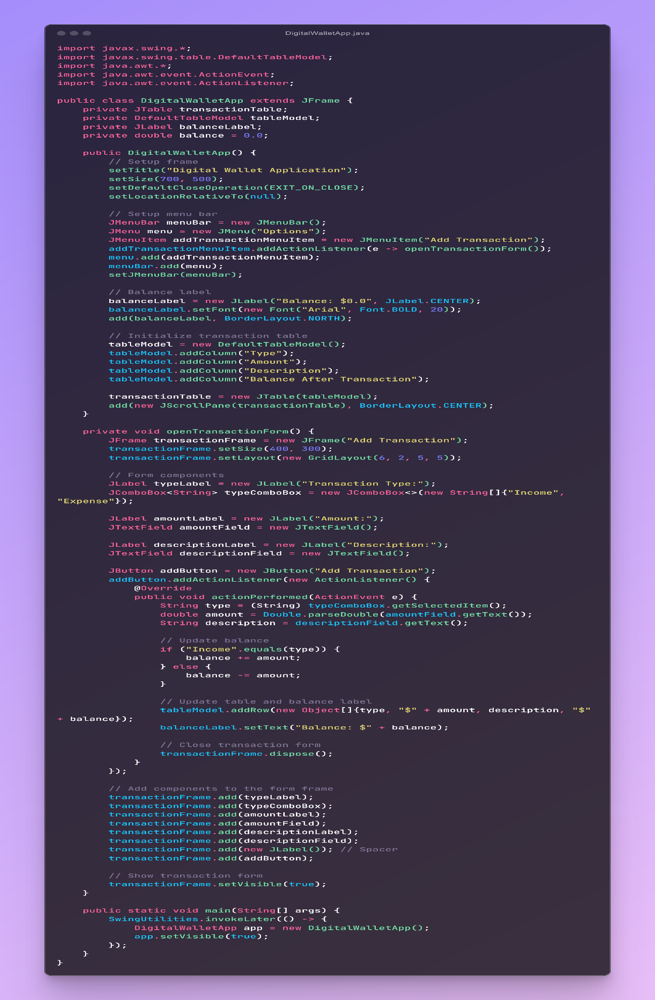 DigitalWalletApp.java
import javax.swing.*;
import javax.swing.table.DefaultTableModel;
import java.awt.*;
import java.awt.event.ActionEvent;
import java.awt.event.ActionListener;

public class DigitalWalletApp extends JFrame {
    private JTable transactionTable;
    private DefaultTableModel tableModel;
    private JLabel balanceLabel;
    private double balance = 0.0;

    public DigitalWalletApp() {
        // Setup frame
        setTitle("Digital Wallet Application");
        setSize(700, 500);
        setDefaultCloseOperation(EXIT_ON_CLOSE);
        setLocationRelativeTo(null);

        // Setup menu bar
        JMenuBar menuBar = new JMenuBar();
        JMenu menu = new JMenu("Options");
        JMenuItem addTransactionMenuItem = new JMenuItem("Add Transaction");
        addTransactionMenuItem.addActionListener(e -> openTransactionForm());
        menu.add(addTransactionMenuItem);
        menuBar.add(menu);
        setJMenuBar(menuBar);

        // Balance label
        balanceLabel = new JLabel("Balance: $0.0", JLabel.CENTER);
        balanceLabel.setFont(new Font("Arial", Font.BOLD, 20));
        add(balanceLabel, BorderLayout.NORTH);

        // Initialize transaction table
        tableModel = new DefaultTableModel();
        tableModel.addColumn("Type");
        tableModel.addColumn("Amount");
        tableModel.addColumn("Description");
        tableModel.addColumn("Balance After Transaction");

        transactionTable = new JTable(tableModel);
        add(new JScrollPane(transactionTable), BorderLayout.CENTER);
    }

    private void openTransactionForm() {
        JFrame transactionFrame = new JFrame("Add Transaction");
        transactionFrame.setSize(400, 300);
        transactionFrame.setLayout(new GridLayout(6, 2, 5, 5));

        // Form components
        JLabel typeLabel = new JLabel("Transaction Type:");
        JComboBox<String> typeComboBox = new JComboBox<>(new String[]{"Income",
"Expense"});

        JLabel amountLabel = new JLabel("Amount:");
        JTextField amountField = new JTextField();

        JLabel descriptionLabel = new JLabel("Description:");
        JTextField descriptionField = new JTextField();

        JButton addButton = new JButton("Add Transaction");
        addButton.addActionListener(new ActionListener() {
            @Override
            public void actionPerformed(ActionEvent e) {
                String type = (String) typeComboBox.getSelectedItem();
                double amount = Double.parseDouble(amountField.getText());
                String description = descriptionField.getText();

                // Update balance
                if ("Income".equals(type)) {
                    balance += amount;
                } else {
                    balance -= amount;
                }

                // Update table and balance label
                tableModel.addRow(new Object[]{type, "$" + amount, description, "$"
+ balance});
                balanceLabel.setText("Balance: $" + balance);

                // Close transaction form
                transactionFrame.dispose();
            }
        });

        // Add components to the form frame
        transactionFrame.add(typeLabel);
        transactionFrame.add(typeComboBox);
        transactionFrame.add(amountLabel);
        transactionFrame.add(amountField);
        transactionFrame.add(descriptionLabel);
        transactionFrame.add(descriptionField);
        transactionFrame.add(new JLabel()); // Spacer
        transactionFrame.add(addButton);

        // Show transaction form
        transactionFrame.setVisible(true);
    }

    public static void main(String[] args) {
        SwingUtilities.invokeLater(() -> {
            DigitalWalletApp app = new DigitalWalletApp();
            app.setVisible(true);
        });
    }
}